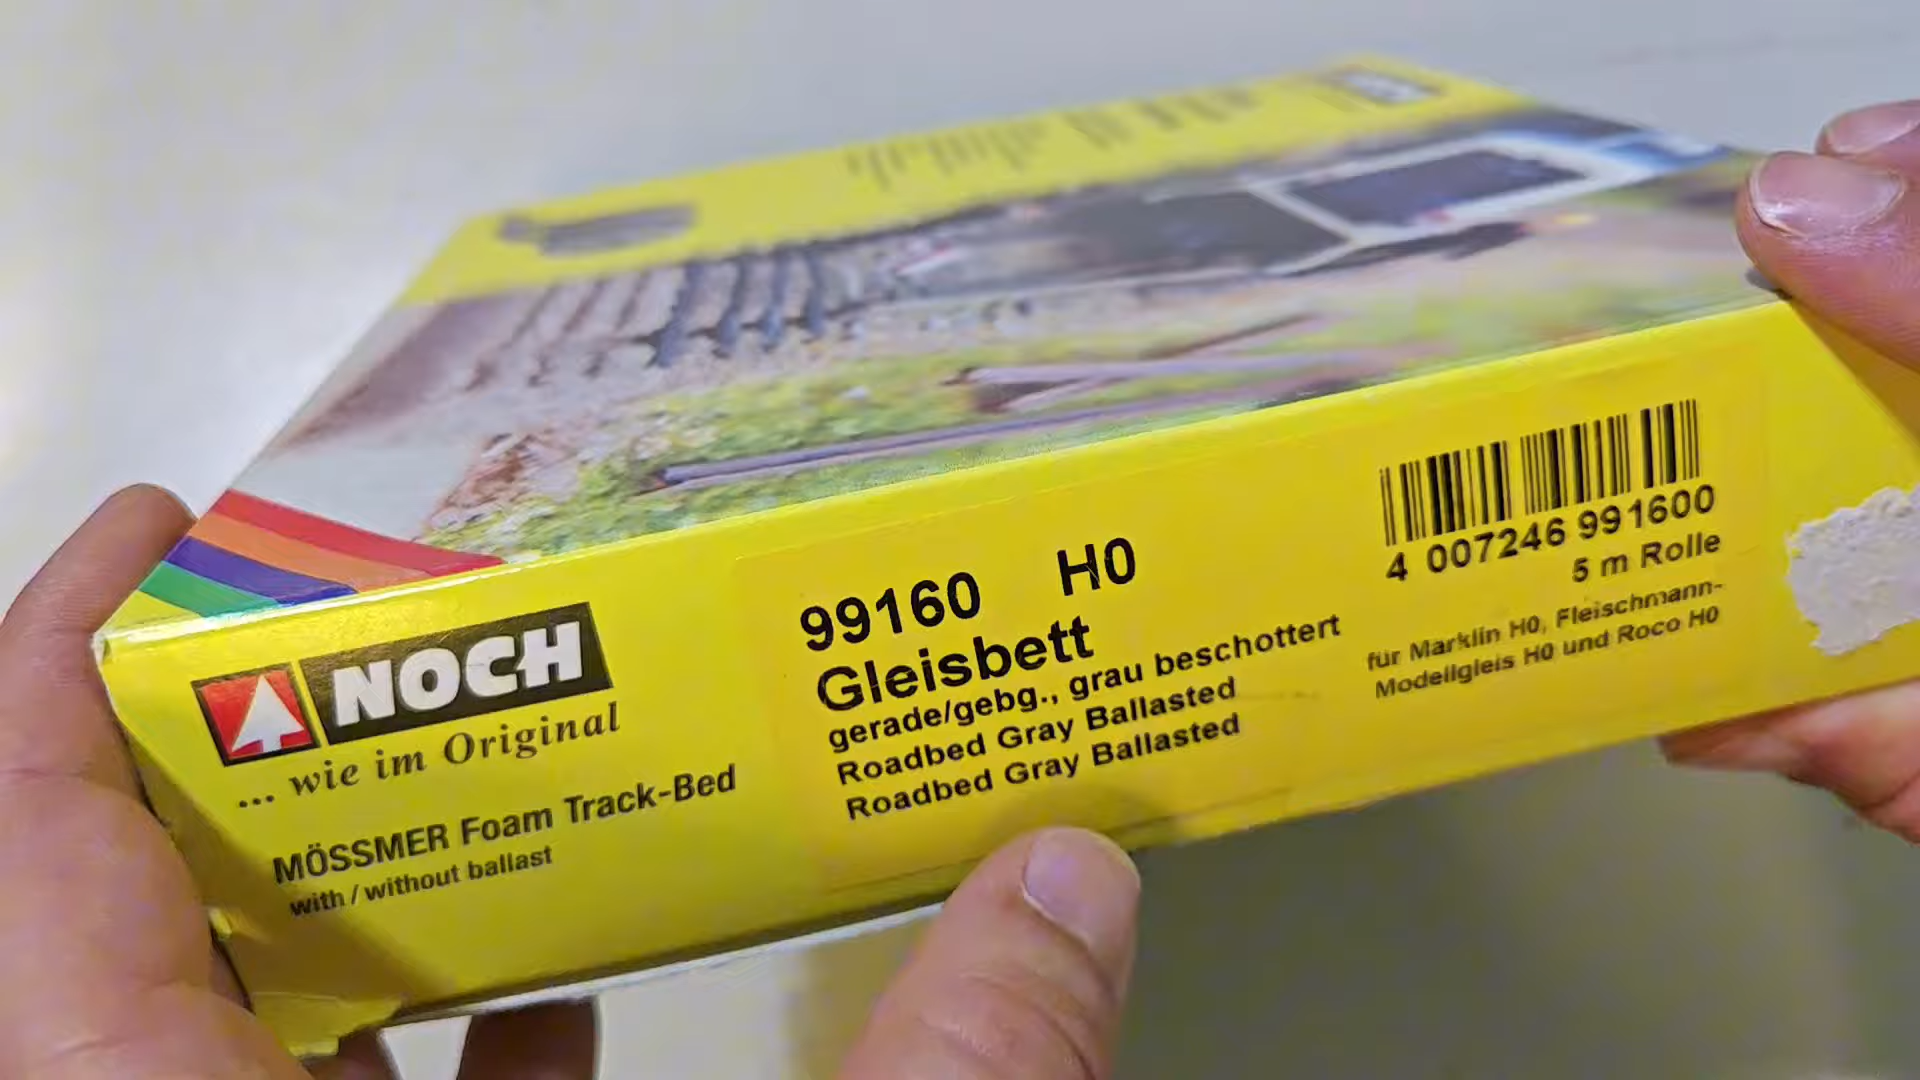 NOCH
... wie im Original
MÖSSMER Foam Track-Bed
with / without ballast
99160 H0
Gleisbett
gerade/gebg., grau beschottert
Roadbed Gray Ballasted
Roadbed Gray Ballasted
4 007246 991600
5 m Rolle
für Marklin H0, Fleischmann-
Modellgleis H0 und Roco H0